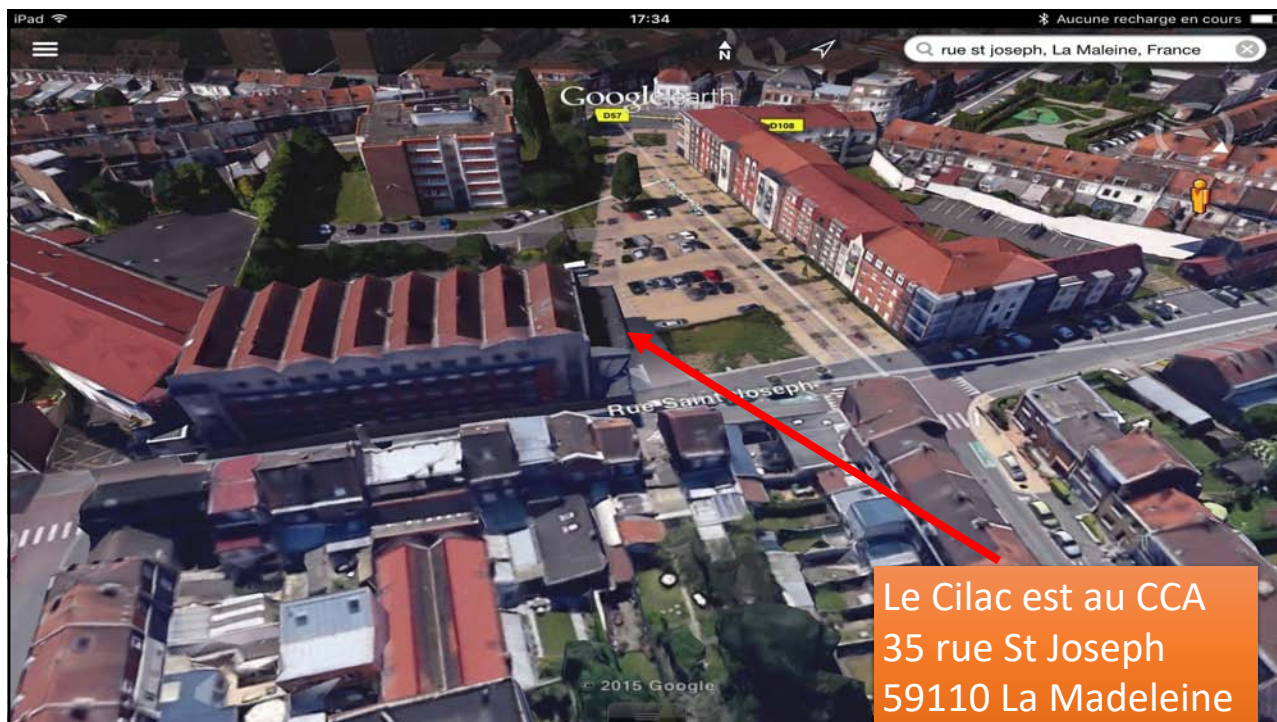 iPad 17:34 Aucune recharge en cours
N rue st joseph, La Maleine, France
Google earth
D57 D108
Rue Saint Joseph
Le Cilac est au CCA
35 rue St Joseph
59110 La Madeleine
© 2015 Google